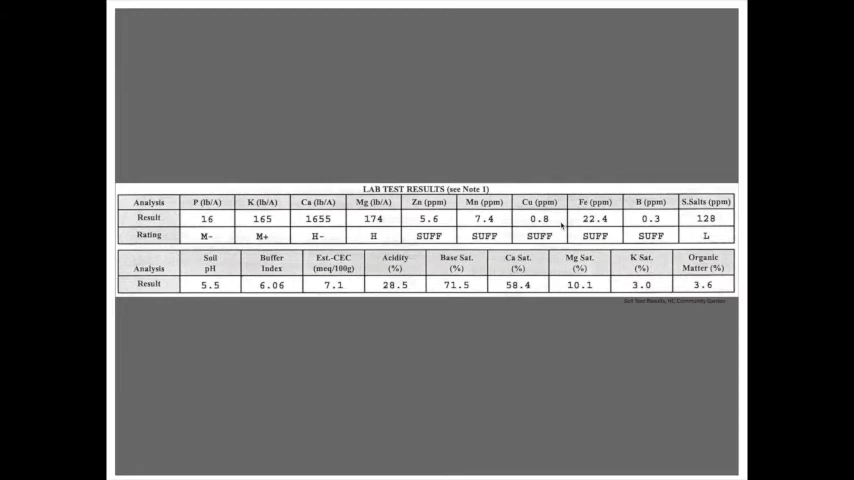 LAB TEST RESULTS (see Note 1)
Analysis P (lb/A) K (lb/A) Ca (lb/A) Mg (lb/A) Zn (ppm) Mn (ppm) Cu (ppm) Fe (ppm) B (ppm) S.Salts (ppm)
Result 16 165 1655 174 5.6 7.4 0.8 22.4 0.3 128
Rating M- M+ H- H SUFF SUFF SUFF SUFF SUFF L
Analysis Soil pH Buffer Index Est.-CEC (meq/100g) Acidity (%) Base Sat. (%) Ca Sat. (%) Mg Sat. (%) K Sat. (%) Organic Matter (%)
Result 5.5 6.06 7.1 28.5 71.5 58.4 10.1 3.0 3.6
Soil Test Results, HC Community Garden